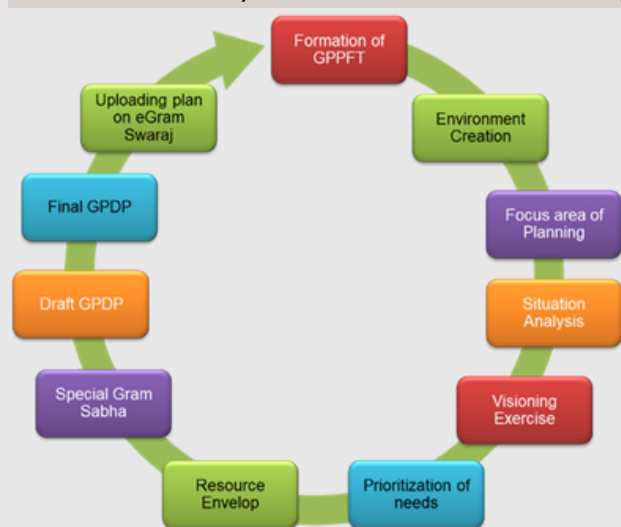 Formation of
GPPFT
Environment
Creation
Focus area of
Planning
Situation
Analysis
Visioning
Exercise
Prioritization of
needs
Resource
Envelop
Special Gram
Sabha
Draft GPDP
Final GPDP
Uploading plan
on eGram
Swaraj